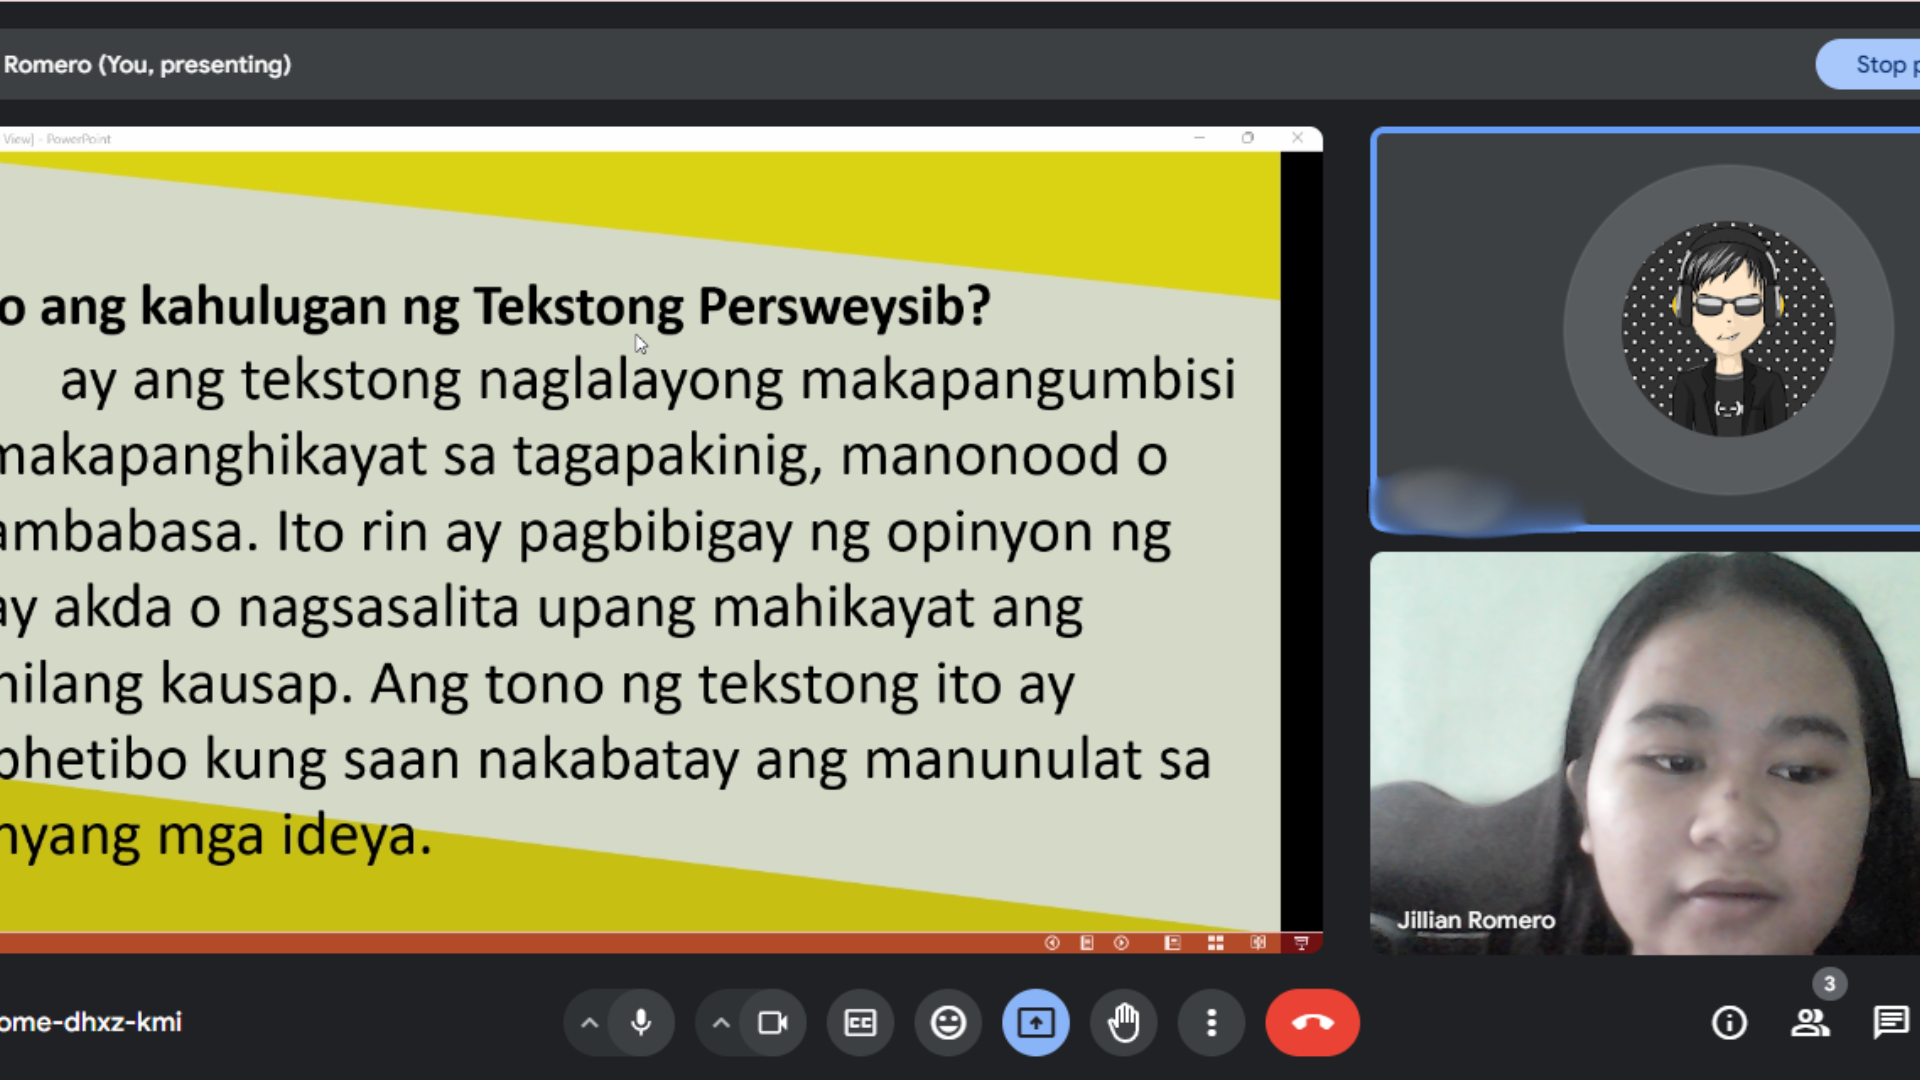 Romero (You, presenting)
Stop
View] - PowerPoint
o ang kahulugan ng Tekstong Persweysib?
ay ang tekstong naglalayong makapangumbisi
makapanghikayat sa tagapakinig, manonood o
ambabasa. Ito rin ay pagbibigay ng opinyon ng
ay akda o nagsasalita upang mahikayat ang
nilang kausap. Ang tono ng tekstong ito ay
bhetibo kung saan nakabatay ang manunulat sa
nyang mga ideya.
Jillian Romero
3
ome-dhxz-kmi
CC